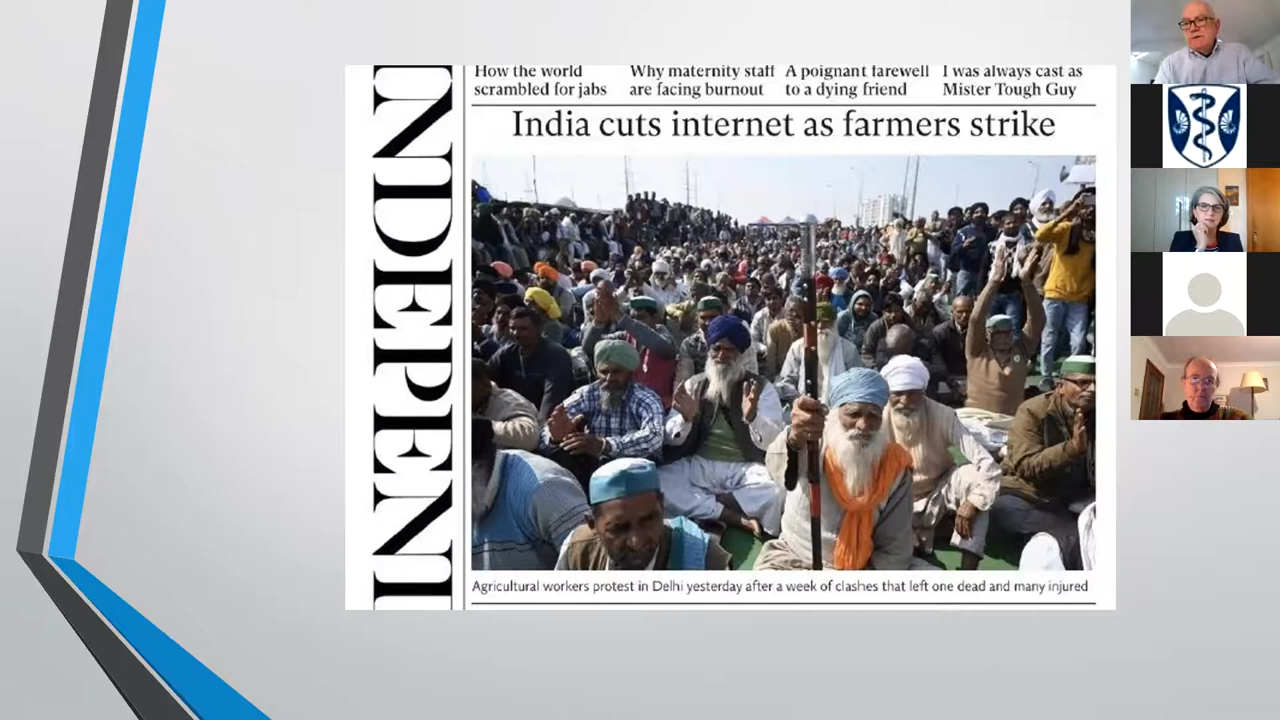 INDEPEN
How the world
scrambled for jabs
Why maternity staff
are facing burnout
A poignant farewell
to a dying friend
I was always cast as
Mister Tough Guy
India cuts internet as farmers strike
Agricultural workers protest in Delhi yesterday after a week of clashes that left one dead and many injured